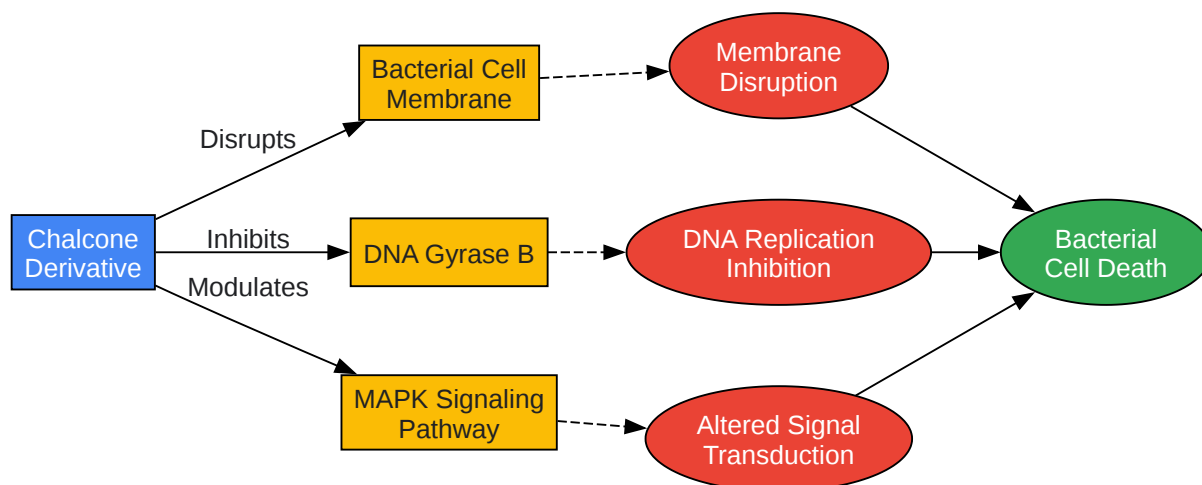 Bacterial Cell
Membrane
Membrane
Disruption
Disrupts
Chalcone
Derivative
Inhibits
DNA Gyrase B
DNA Replication
Inhibition
Bacterial
Cell Death
Modulates
MAPK Signaling
Pathway
Altered Signal
Transduction